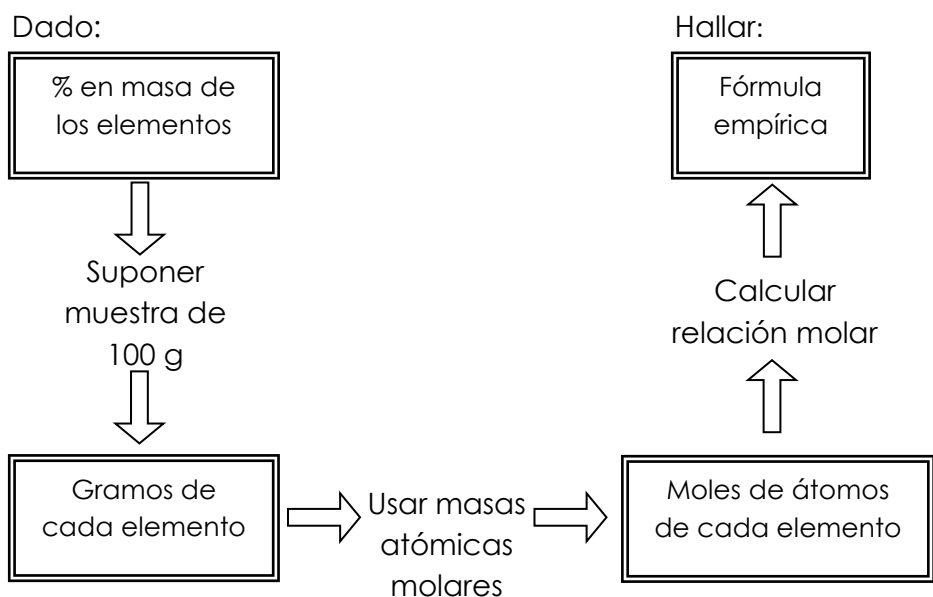 Dado:
% en masa de
los elementos
Suponer
muestra de
100 g
Gramos de
cada elemento
Usar masas
atómicas
molares
Moles de átomos
de cada elemento
Calcular
relación molar
Hallar:
Fórmula
empírica